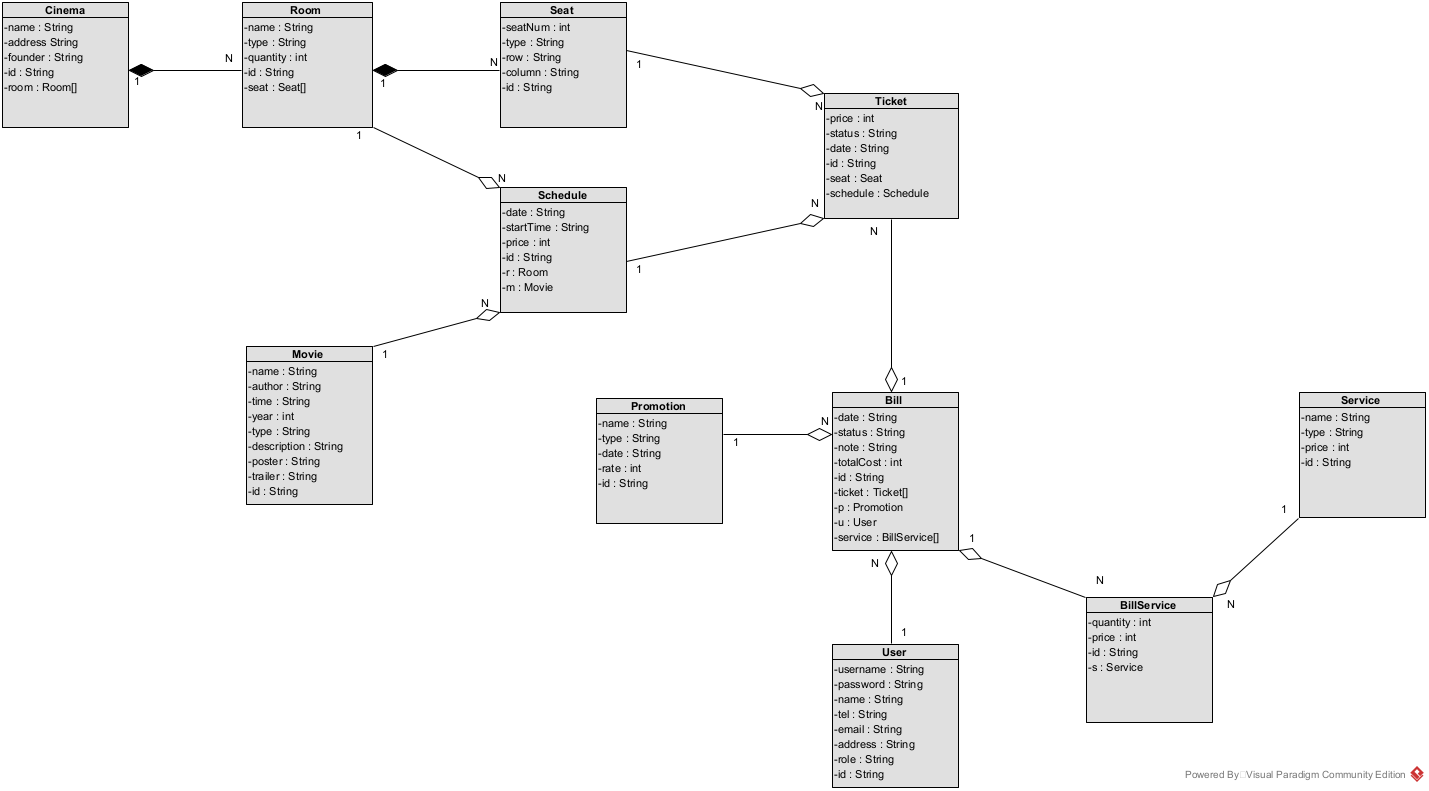 Cinema
-name : String
-address String
-founder : String
-id : String
-room : Room[]
1
N
Room
-name : String
-type : String
-quantity : int
-id : String
-seat : Seat[]
1
N
Seat
-seatNum : int
-type : String
-row : String
-column : String
-id : String
1
N
Ticket
-price : int
-status : String
-date : String
-id : String
-seat : Seat
-schedule : Schedule
1
N
Schedule
-date : String
-startTime : String
-price : int
-id : String
-r : Room
-m : Movie
1
N
N
1
Movie
-name : String
-author : String
-time : String
-year : int
-type : String
-description : String
-poster : String
-trailer : String
-id : String
N
1
Promotion
-name : String
-type : String
-date : String
-rate : int
-id : String
1
N
Bill
-date : String
-status : String
-note : String
-totalCost : int
-id : String
-ticket : Ticket[]
-p : Promotion
-u : User
-service : BillService[]
Service
-name : String
-type : String
-price : int
-id : String
1
N
1
N
BillService
-quantity : int
-price : int
-id : String
-s : Service
N
1
User
-username : String
-password : String
-name : String
-tel : String
-email : String
-address : String
-role : String
-id : String
Powered By Visual Paradigm Community Edition